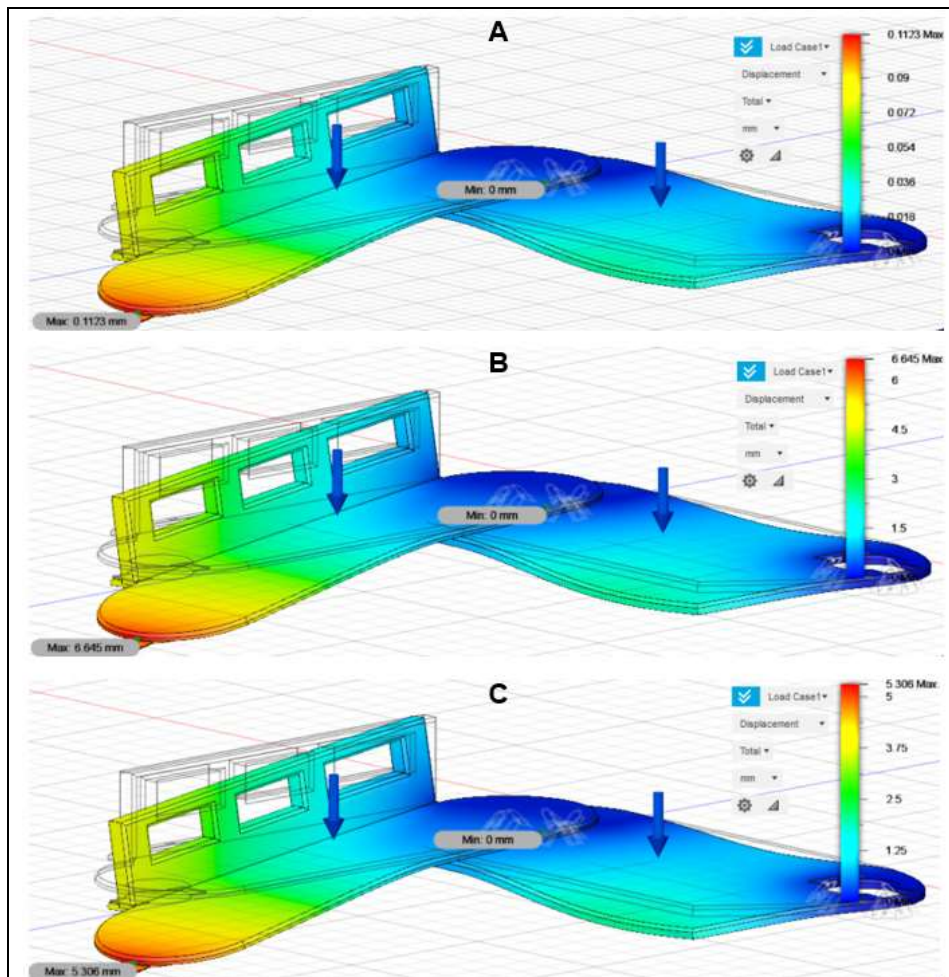 A
Load Case1
Displacement
Total
mm
0.1123 Max
0.09
0.072
0.054
0.036
0.018
Min: 0 mm
Max: 0.1123 mm
B
Load Case1
Displacement
Total
mm
6.645 Max
6
4.5
3
1.5
Min: 0 mm
Max: 6.645 mm
C
Load Case1
Displacement
Total
mm
5.306 Max.
5
3.75
2.5
1.25
Min: 0 mm
Max: 5.306 mm